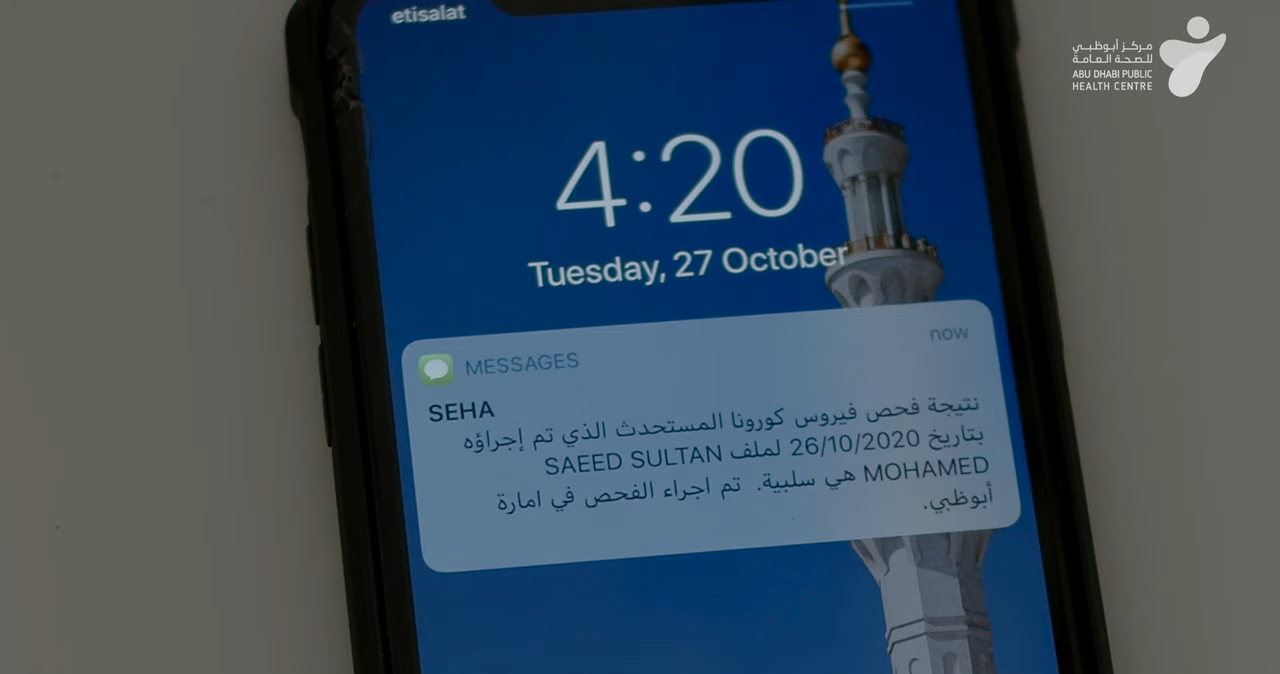 etisalat
مركز أبوظبي
للصحة العامة
ABU DHABI PUBLIC
HEALTH CENTRE
4:20
Tuesday, 27 October
MESSAGES
now
SEHA
نتيجة فحص فيروس كورونا المستحدث الذي تم إجراؤه
بتاريخ 26/10/2020 لملف SAEED SULTAN
MOHAMED هي سلبية. تم اجراء الفحص في امارة
أبوظبي.